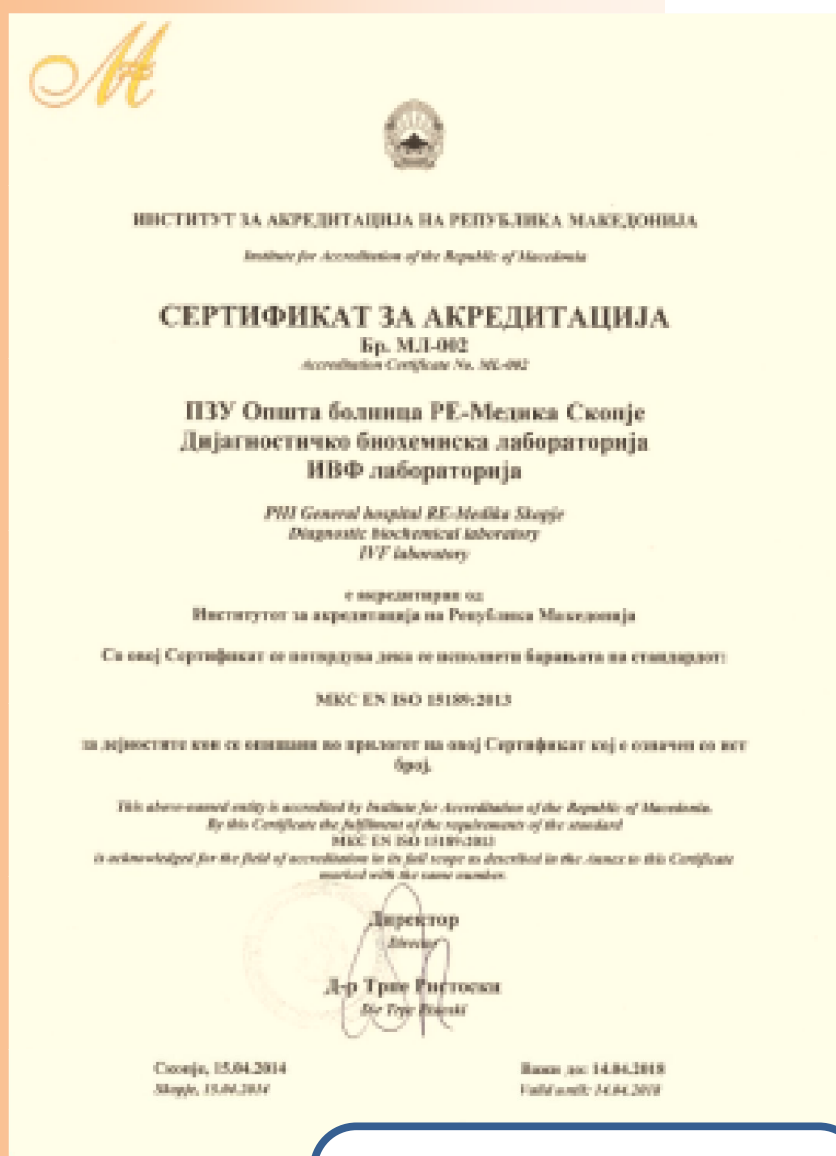 ИНСТИТУТ ЗА АКРЕДИТАЦИЈА НА РЕПУБЛИКА МАКЕДОНИЈА
Institute for Accreditation of the Republic of Macedonia
СЕРТИФИКАТ ЗА АКРЕДИТАЦИЈА
Бр. МЛ-002
Accreditation Certificate No. ML-002
ПЗУ Општа болница РЕ-Медика Скопје
Дијагностичко биохемиска лабораторија
ИВФ лабораторија
PHI General hospital RE-Medika Skopje
Diagnostic biochemical laboratory
IVF laboratory
е акредитиран од
Институтот за акредитација на Република Македонија
Со овој Сертификат се потврдува дека се исполнети барањата на стандардот:
МКС EN ISO 15189:2013
за дејностите кои се опишани во прилогот на овој Сертификат кој е означен со ист
број.
This above-named entity is accredited by Institute for Accreditation of the Republic of Macedonia.
By this Certificate the fulfilment of the requirements of the standard
МКС EN ISO 15189:2013
is acknowledged for the field of accreditation in its full scope as described in the Annex to this Certificate
marked with the same number.
Директор
Director
Д-р Трпе Ристоски
Трпе
Скопје, 15.04.2014
Skopje, 15.04.2014
Важи до: 14.04.2018
Valid until: 14.04.2018